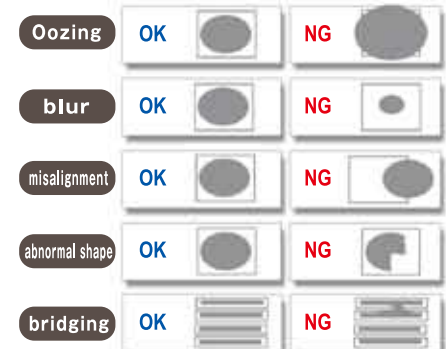 Oozing OK NG
blur OK NG
misalignment OK NG
abnormal shape OK NG
bridging OK NG